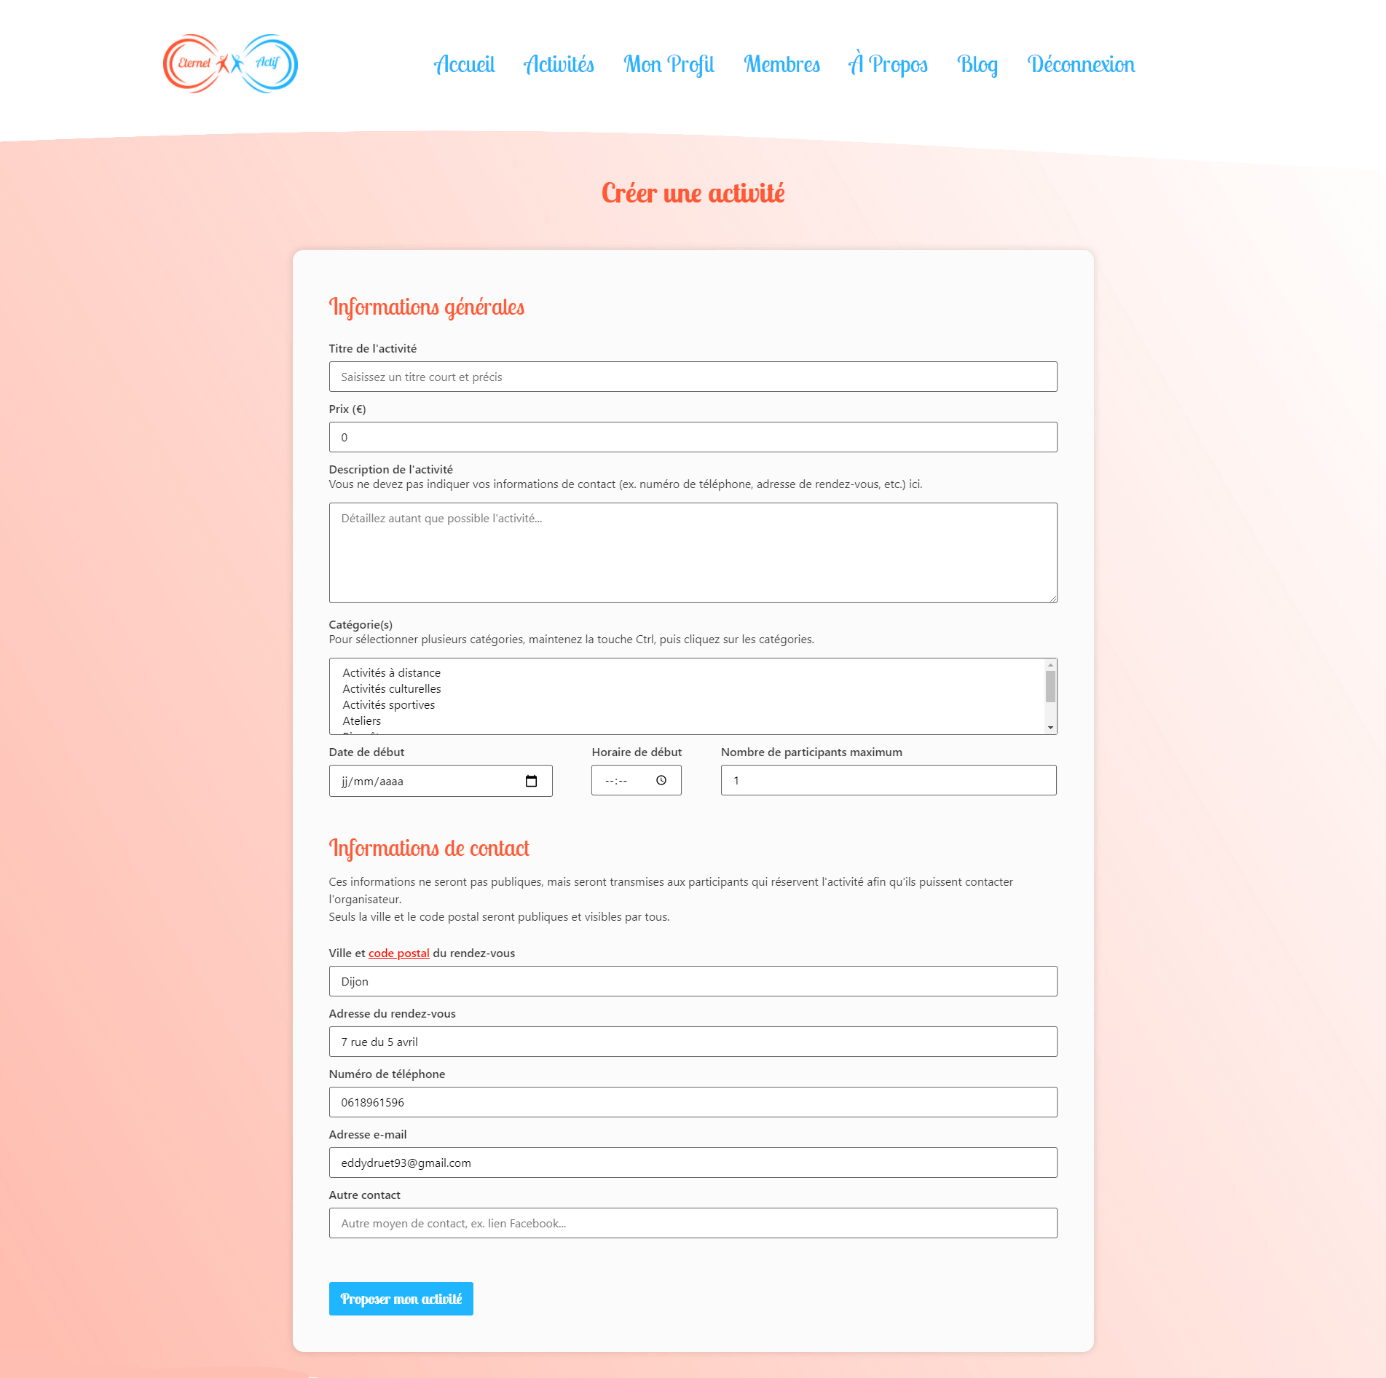 Eternel Actif
Accueil Activités Mon Profil Membres À Propos Blog Déconnexion
Créer une activité
Informations générales
Titre de l'activité
Saisissez un titre court et précis
Prix (€)
0
Description de l'activité
Vous ne devez pas indiquer vos informations de contact (ex. numéro de téléphone, adresse de rendez-vous, etc.) ici.
Détaillez autant que possible l'activité...
Catégorie(s)
Pour sélectionner plusieurs catégories, maintenez la touche Ctrl, puis cliquez sur les catégories.
Activités à distance
Activités culturelles
Activités sportives
Ateliers
Date de début Horaire de début Nombre de participants maximum
jj/mm/aaaa --:-- 1
Informations de contact
Ces informations ne seront pas publiques, mais seront transmises aux participants qui réservent l'activité afin qu'ils puissent contacter
l'organisateur.
Seuls la ville et le code postal seront publiques et visibles par tous.
Ville et code postal du rendez-vous
Dijon
Adresse du rendez-vous
7 rue du 5 avril
Numéro de téléphone
0618961596
Adresse e-mail
eddydruet93@gmail.com
Autre contact
Autre moyen de contact, ex. lien Facebook...
Proposer mon activité